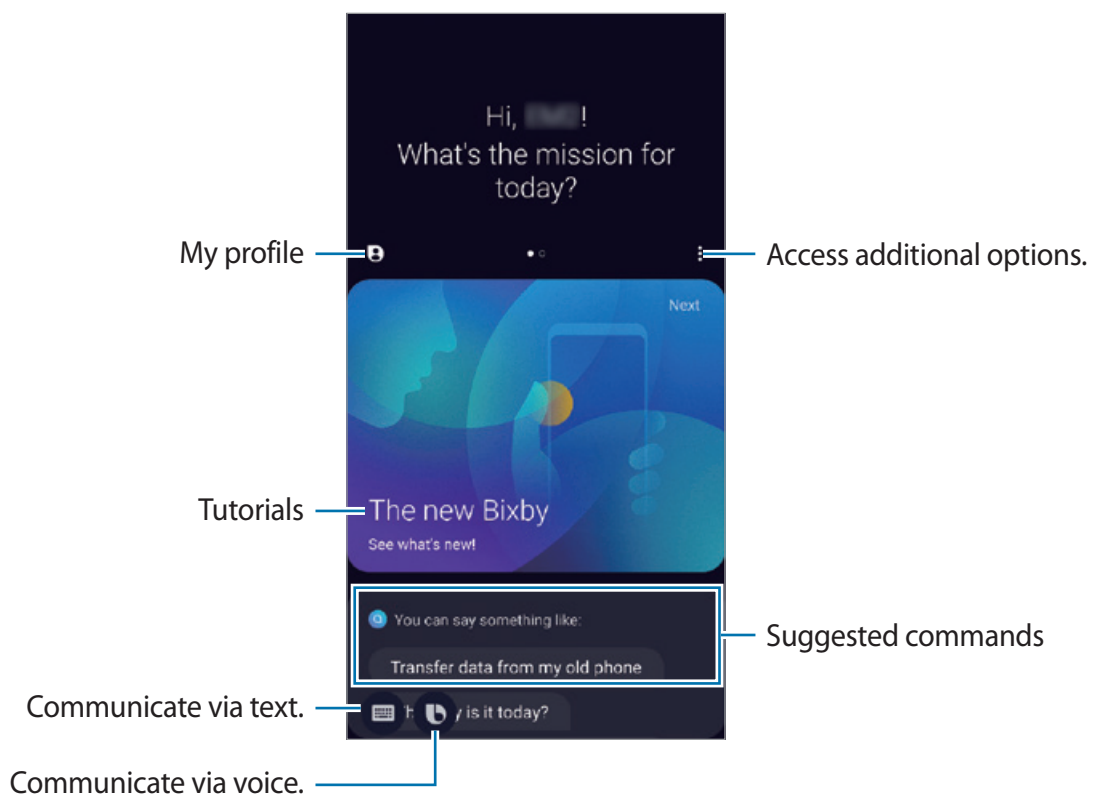 Hi, !
What's the mission for
today?
My profile
Access additional options.
Next
Tutorials
The new Bixby
See what's new!
You can say something like:
Suggested commands
Transfer data from my old phone
Communicate via text.
y is it today?
Communicate via voice.